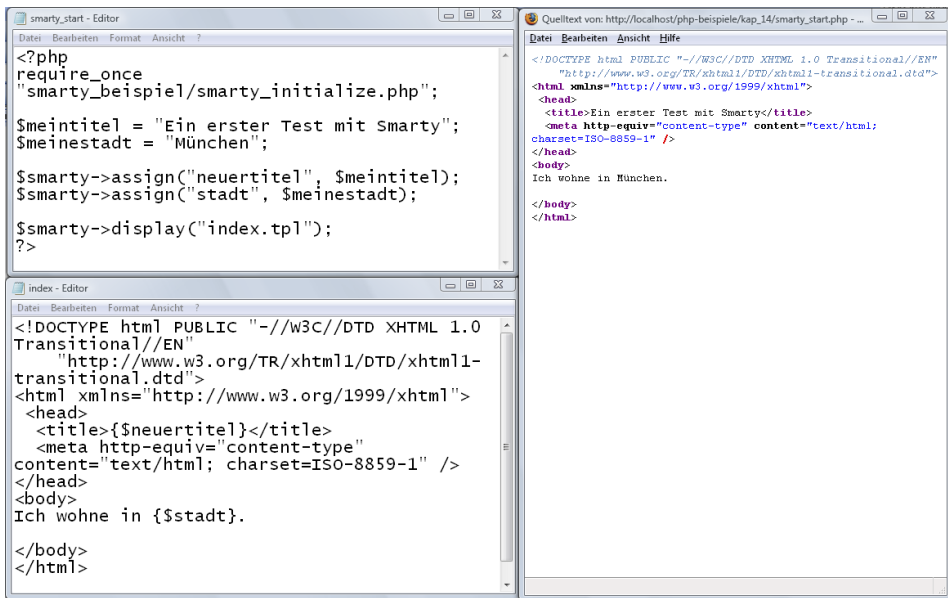 smarty_start - Editor
Datei Bearbeiten Format Ansicht ?
<?php
require_once
"smarty_beispiel/smarty_initialize.php";
$meintitel = "Ein erster Test mit Smarty";
$meinestadt = "München";
$smarty->assign("neuertitel", $meintitel);
$smarty->assign("stadt", $meinestadt);
$smarty->display("index.tpl");
?>
index - Editor
Datei Bearbeiten Format Ansicht ?
<!DOCTYPE html PUBLIC "-//W3C//DTD XHTML 1.0
Transitional//EN"
"http://www.w3.org/TR/xhtml1/DTD/xhtml1-
transitional.dtd">
<html xmlns="http://www.w3.org/1999/xhtml">
<head>
<title>{$neuertitel}</title>
<meta http-equiv="content-type"
content="text/html; charset=ISO-8859-1" />
</head>
<body>
Ich wohne in {$stadt}.
</body>
</html>
Quelltext von: http://localhost/php-beispiele/kap_14/smarty_start.php - ...
Datei Bearbeiten Ansicht Hilfe
<!DOCTYPE html PUBLIC "-//W3C//DTD XHTML 1.0 Transitional//EN"
"http://www.w3.org/TR/xhtml1/DTD/xhtml1-transitional.dtd">
<html xmlns="http://www.w3.org/1999/xhtml">
<head>
<title>Ein erster Test mit Smarty</title>
<meta http-equiv="content-type" content="text/html;
charset=ISO-8859-1" />
</head>
<body>
Ich wohne in München.
</body>
</html>